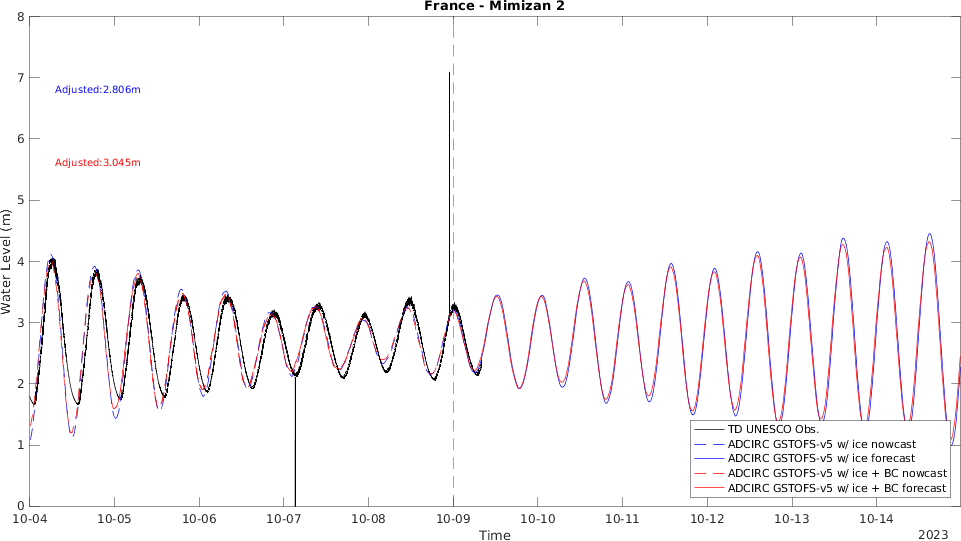 France - Mimizan 2
8
7
6
5
4
3
2
1
0
Water Level (m)
Adjusted:2.806m
Adjusted:3.045m
TD UNESCO Obs.
ADCIRC GSTOFS-v5 w/ ice nowcast
ADCIRC GSTOFS-v5 w/ ice forecast
ADCIRC GSTOFS-v5 w/ ice + BC nowcast
ADCIRC GSTOFS-v5 w/ ice + BC forecast
10-04 10-05 10-06 10-07 10-08 10-09 10-10 10-11 10-12 10-13 10-14
Time
2023